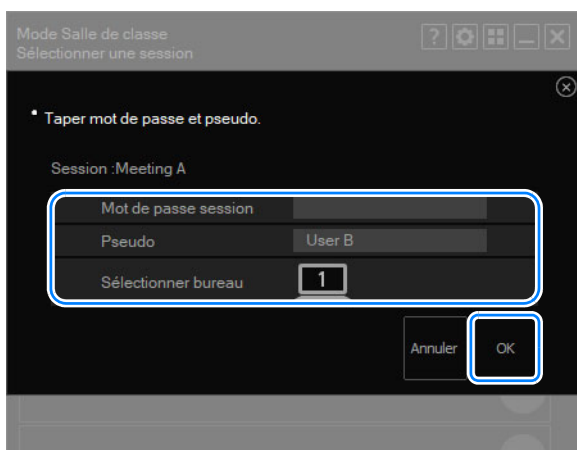 Mode Salle de classe
Sélectionner une session
?
Taper mot de passe et pseudo.
Session :Meeting A
Mot de passe session
Pseudo User B
Sélectionner bureau 1
Annuler OK